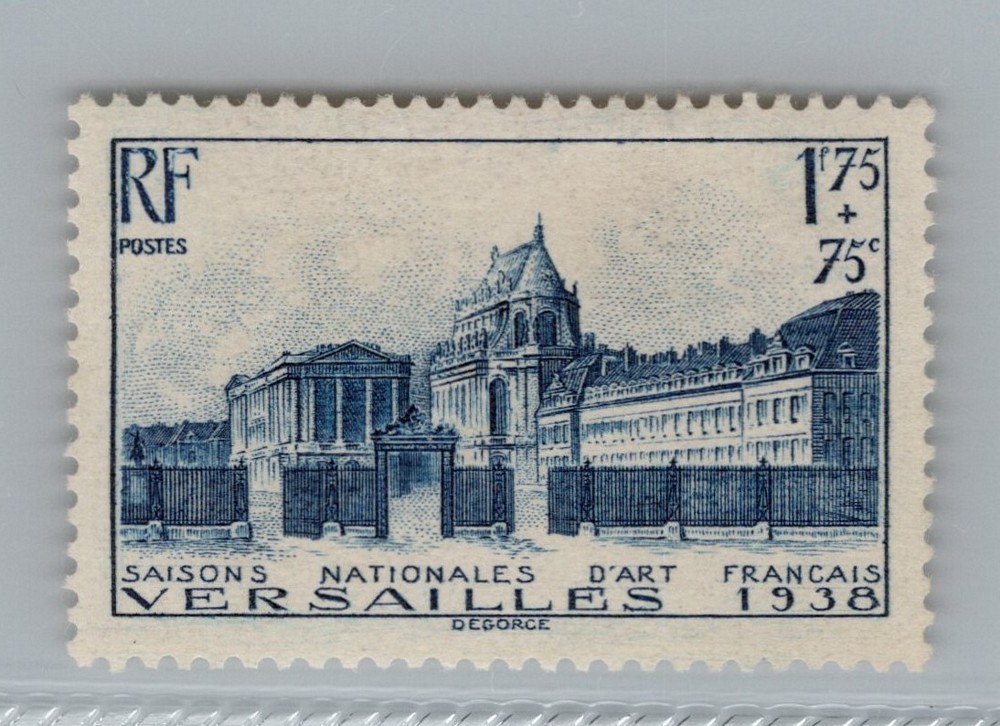 RF
POSTES
1f75
+
75c
SAISONS NATIONALES D'ART FRANCAIS
VERSAILLES 1938
DEGORCE